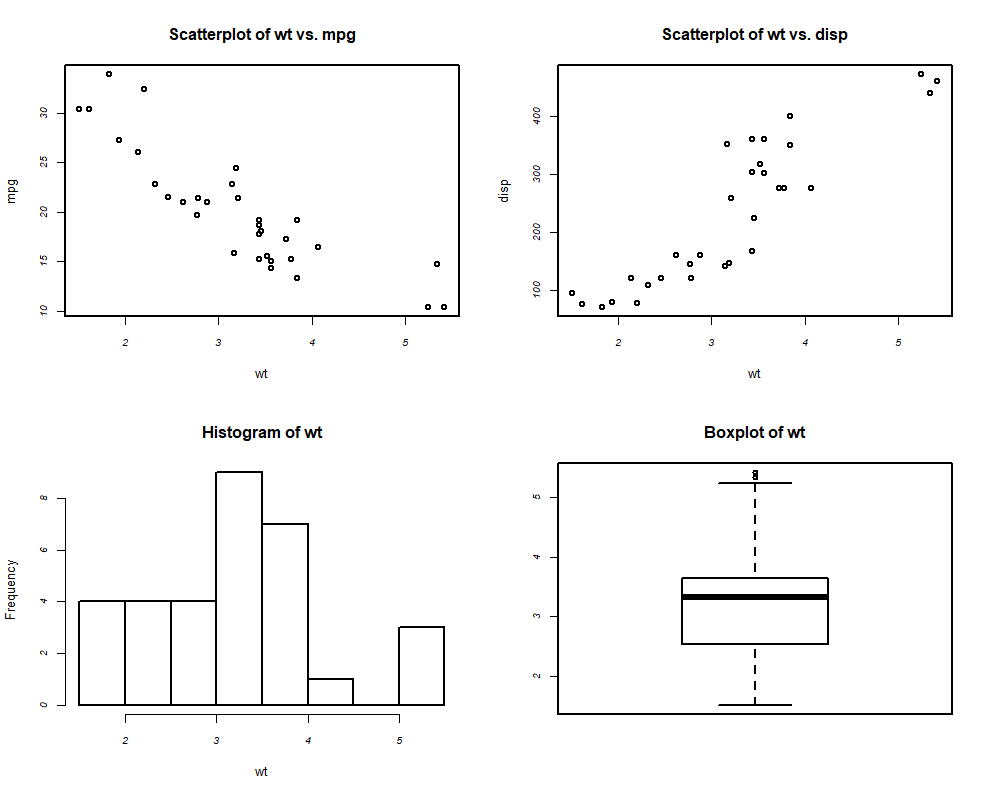 Scatterplot of wt vs. mpg
mpg
30
25
20
15
10
2 3 4 5
wt
Scatterplot of wt vs. disp
disp
400
300
200
100
2 3 4 5
wt
Histogram of wt
Frequency
8
6
4
2
0
2 3 4 5
wt
Boxplot of wt
5
4
3
2